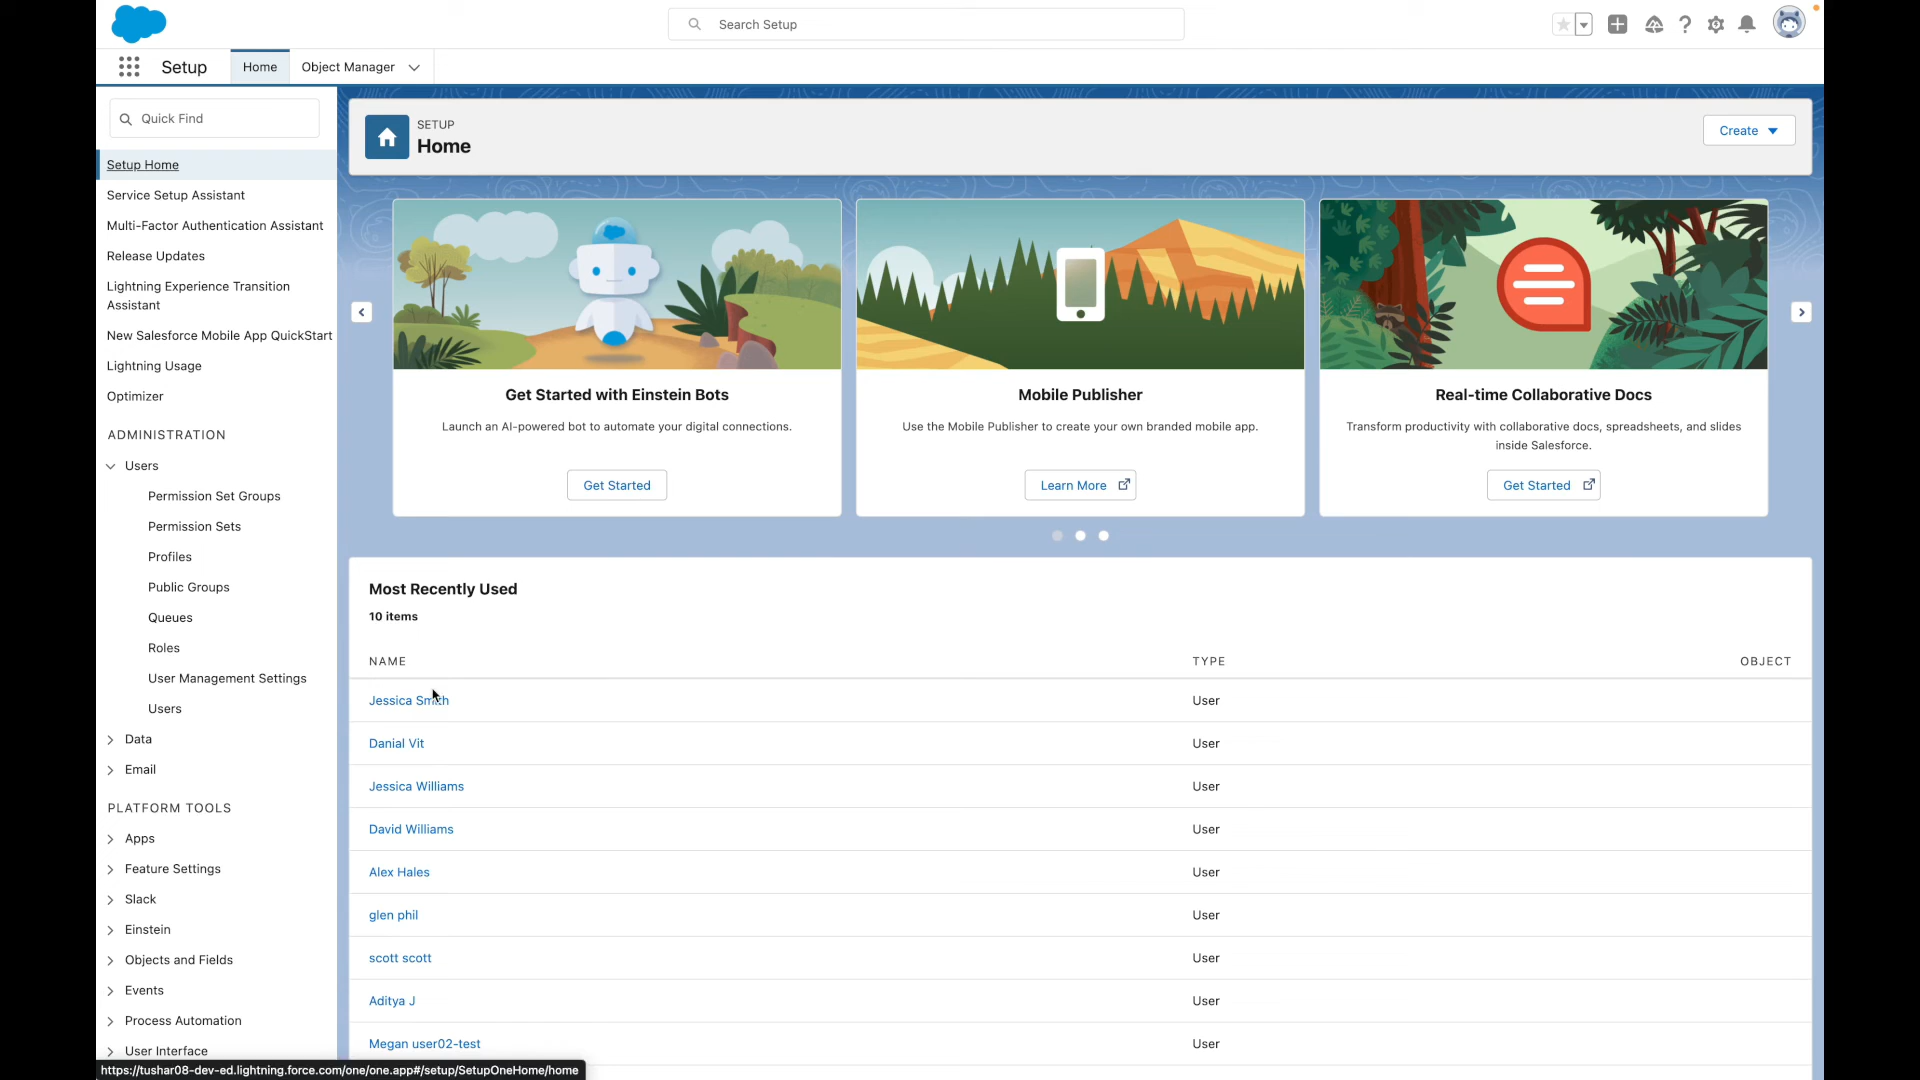 Search Setup
Setup
Home
Object Manager
Quick Find
Setup Home
Service Setup Assistant
Multi-Factor Authentication Assistant
Release Updates
Lightning Experience Transition
Assistant
New Salesforce Mobile App QuickStart
Lightning Usage
Optimizer
ADMINISTRATION
Users
Permission Set Groups
Permission Sets
Profiles
Public Groups
Queues
Roles
User Management Settings
Users
Data
Email
PLATFORM TOOLS
Apps
Feature Settings
Slack
Einstein
Objects and Fields
Events
Process Automation
User Interface
https://tushar08-dev-ed.lightning.force.com/one/one.app#/setup/SetupOneHome/home
SETUP
Home
Create
Get Started with Einstein Bots
Launch an AI-powered bot to automate your digital connections.
Get Started
Mobile Publisher
Use the Mobile Publisher to create your own branded mobile app.
Learn More
Real-time Collaborative Docs
Transform productivity with collaborative docs, spreadsheets, and slides
inside Salesforce.
Get Started
Most Recently Used
10 items
NAME TYPE OBJECT
Jessica Smith User
Danial Vit User
Jessica Williams User
David Williams User
Alex Hales User
glen phil User
scott scott User
Aditya J User
Megan user02-test User